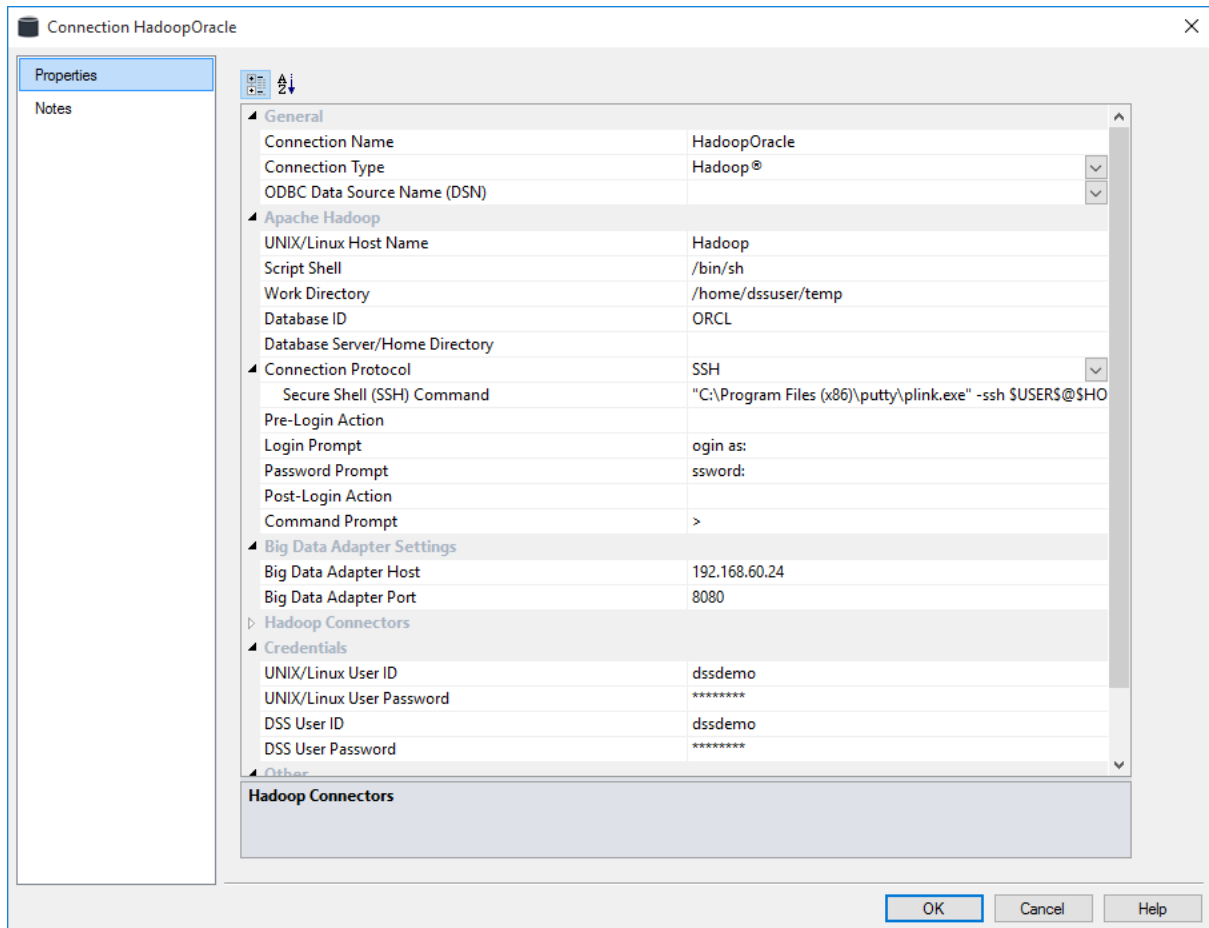 Connection HadoopOracle
Properties
Notes
General
Connection Name HadoopOracle
Connection Type Hadoop®
ODBC Data Source Name (DSN)
Apache Hadoop
UNIX/Linux Host Name Hadoop
Script Shell /bin/sh
Work Directory /home/dssuser/temp
Database ID ORCL
Database Server/Home Directory
Connection Protocol SSH
Secure Shell (SSH) Command "C:\Program Files (x86)\putty\plink.exe" -ssh $USER$@$HO
Pre-Login Action
Login Prompt ogin as:
Password Prompt ssword:
Post-Login Action
Command Prompt >
Big Data Adapter Settings
Big Data Adapter Host 192.168.60.24
Big Data Adapter Port 8080
Hadoop Connectors
Credentials
UNIX/Linux User ID dssdemo
UNIX/Linux User Password ********
DSS User ID dssdemo
DSS User Password ********
Other
Hadoop Connectors
OK Cancel Help